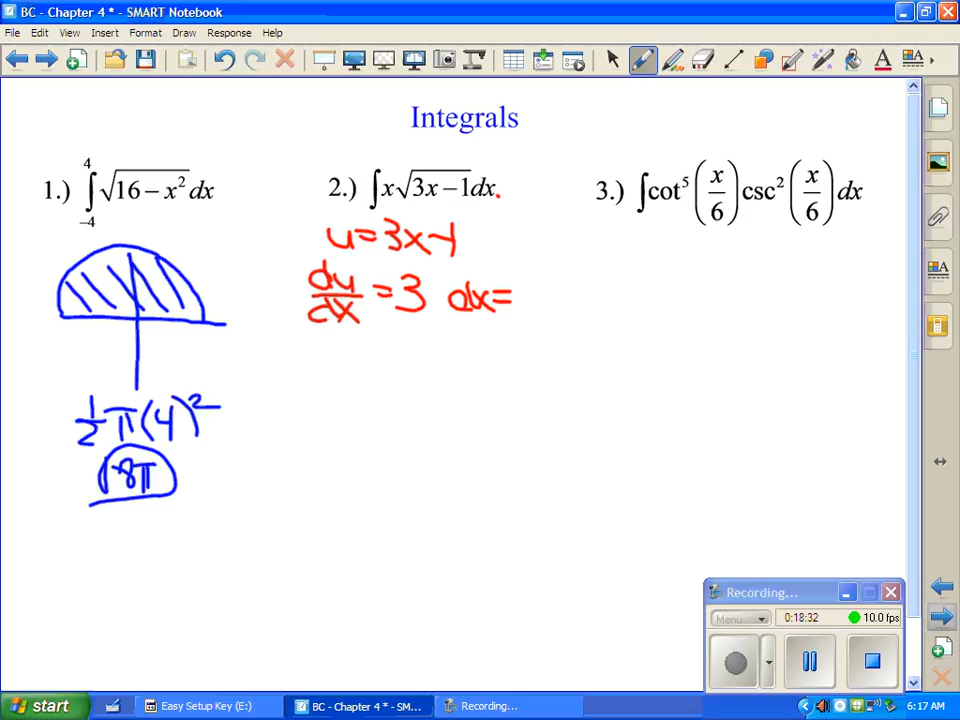 BC - Chapter 4 * - SMART Notebook
File Edit View Insert Format Draw Response Help
Integrals
1.) ∫₋₄⁴ √(16 − x²) dx
2.) ∫ x√(3x − 1) dx
3.) ∫ cot⁵(x/6) csc²(x/6) dx
u = 3x-1
du/dx = 3 dx =
1/2 π(4)²
8π
Recording...
Menu 0:18:32 10.0 fps
start Easy Setup Key (E:) BC - Chapter 4 * - SM... Recording... 6:17 AM